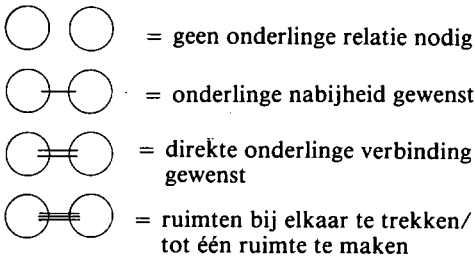 = geen onderlinge relatie nodig
= onderlinge nabijheid gewenst
= direkte onderlinge verbinding
gewenst
= ruimten bij elkaar te trekken/
tot één ruimte te maken